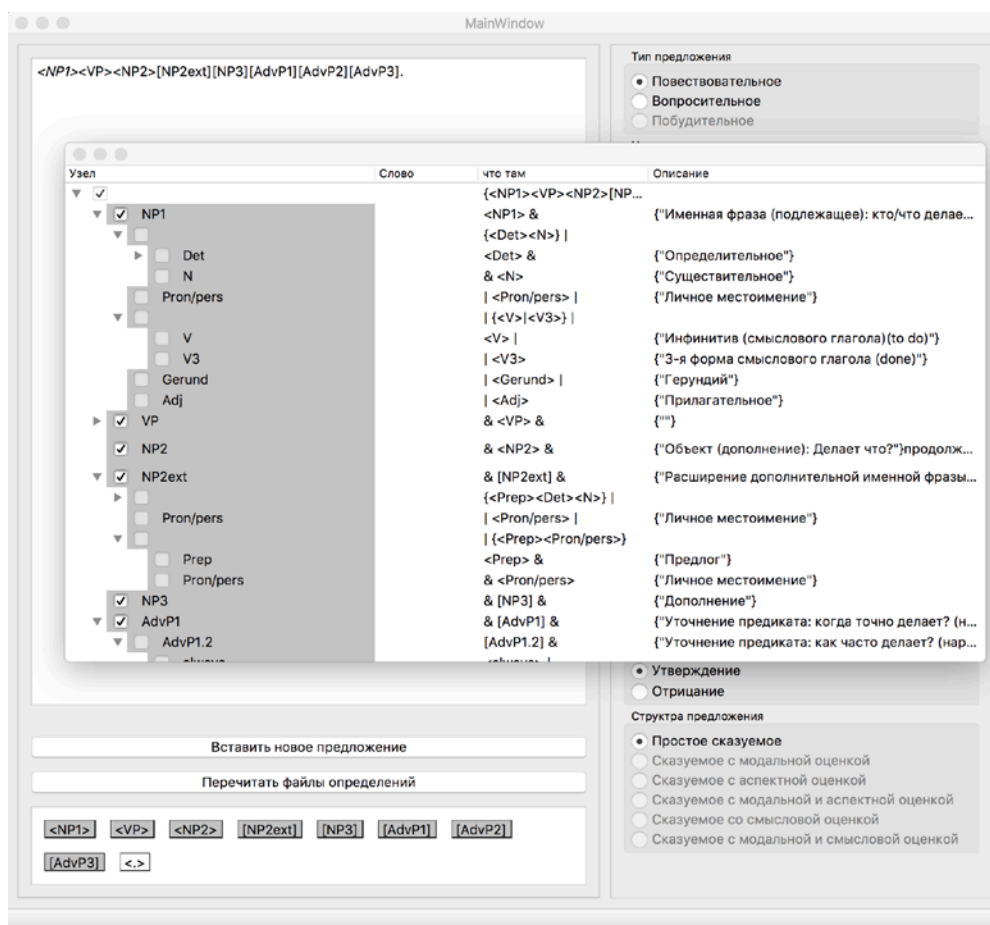 MainWindow
<NP1><VP><NP2>[NP2ext][NP3][AdvP1][AdvP2][AdvP3].
Тип предложения
Повествовательное
Вопросительное
Побудительное
Узел Слово что там Описание
{<NP1><VP><NP2>[NP...
NP1 <NP1> & {"Именная фраза (подлежащее): кто/что делае...
{<Det><N>} |
Det <Det> & {"Определительное"}
N & <N> {"Существительное"}
Pron/pers | <Pron/pers> | {"Личное местоимение"}
| {<V>|<V3>} |
V <V> | {"Инфинитив (смыслового глагола)(to do)"}
V3 | <V3> {"3-я форма смыслового глагола (done)"}
Gerund | <Gerund> | {"Герундий"}
Adj | <Adj> {"Прилагательное"}
VP & <VP> & {""}
NP2 & <NP2> & {"Объект (дополнение): Делает что?"}продолж...
NP2ext & [NP2ext] & {"Расширение дополнительной именной фразы...
{<Prep><Det><N>} |
Pron/pers | <Pron/pers> | {"Личное местоимение"}
| {<Prep><Pron/pers>}
Prep <Prep> & {"Предлог"}
Pron/pers & <Pron/pers> {"Личное местоимение"}
NP3 & [NP3] & {"Дополнение"}
AdvP1 & [AdvP1] & {"Уточнение предиката: когда точно делает? (н...
AdvP1.2 [AdvP1.2] & {"Уточнение предиката: как часто делает? (нар...
Утверждение
Отрицание
Структра предложения
Простое сказуемое
Сказуемое с модальной оценкой
Сказуемое с аспектной оценкой
Сказуемое с модальной и аспектной оценкой
Сказуемое со смысловой оценкой
Сказуемое с модальной и смысловой оценкой
Вставить новое предложение
Перечитать файлы определений
<NP1> <VP> <NP2> [NP2ext] [NP3] [AdvP1] [AdvP2]
[AdvP3] <.>